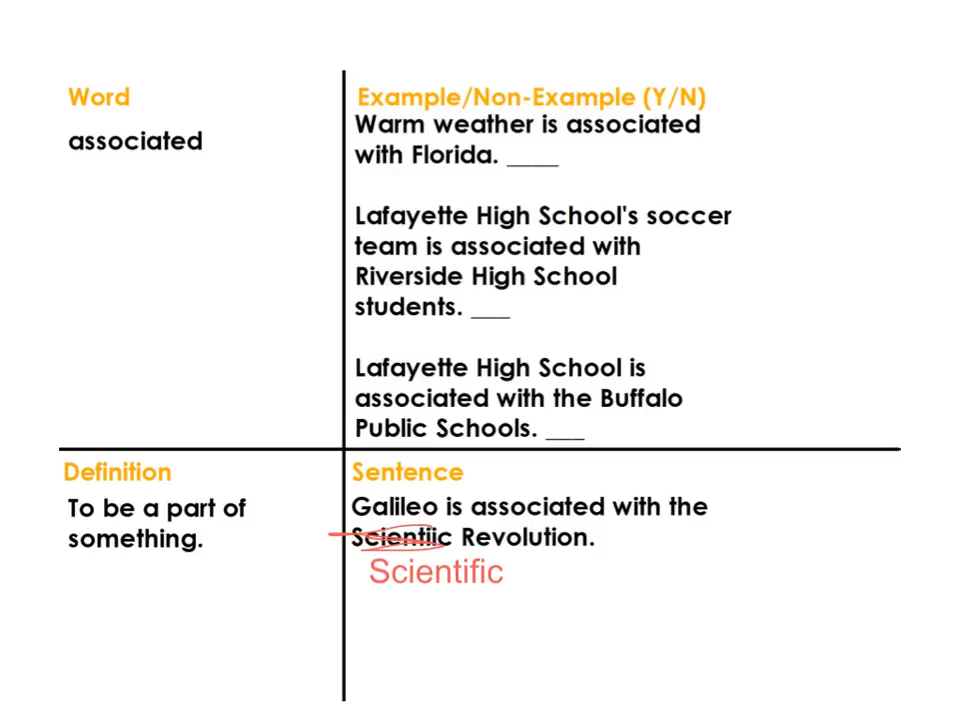 Word
associated
Example/Non-Example (Y/N)
Warm weather is associated
with Florida. ____
Lafayette High School's soccer
team is associated with
Riverside High School
students. ___
Lafayette High School is
associated with the Buffalo
Public Schools. ___
Definition
To be a part of
something.
Sentence
Galileo is associated with the
Scientiic Revolution.
Scientific